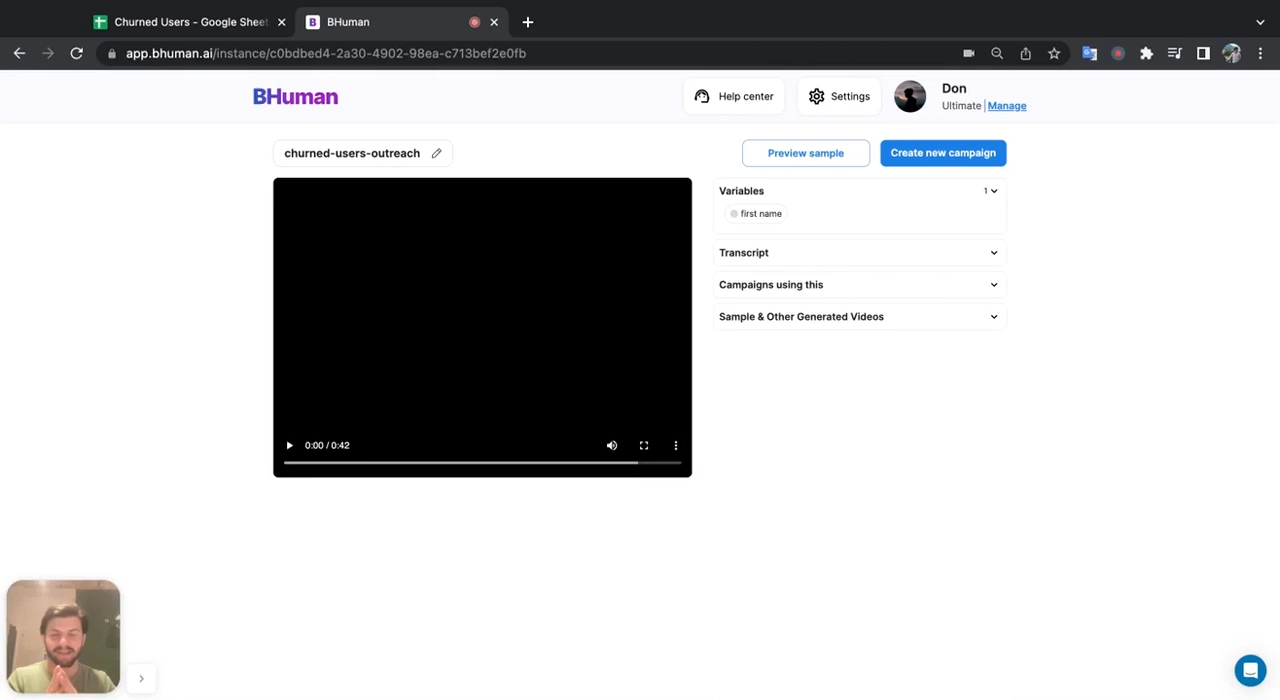 Churned Users - Google Sheet
BHuman
app.bhuman.ai/instance/c0bdbed4-2a30-4902-98ea-c713bef2e0fb
BHuman
Help center
Settings
Don
Ultimate | Manage
churned-users-outreach
Preview sample
Create new campaign
Variables
1
first name
Transcript
Campaigns using this
Sample & Other Generated Videos
0:00 / 0:42